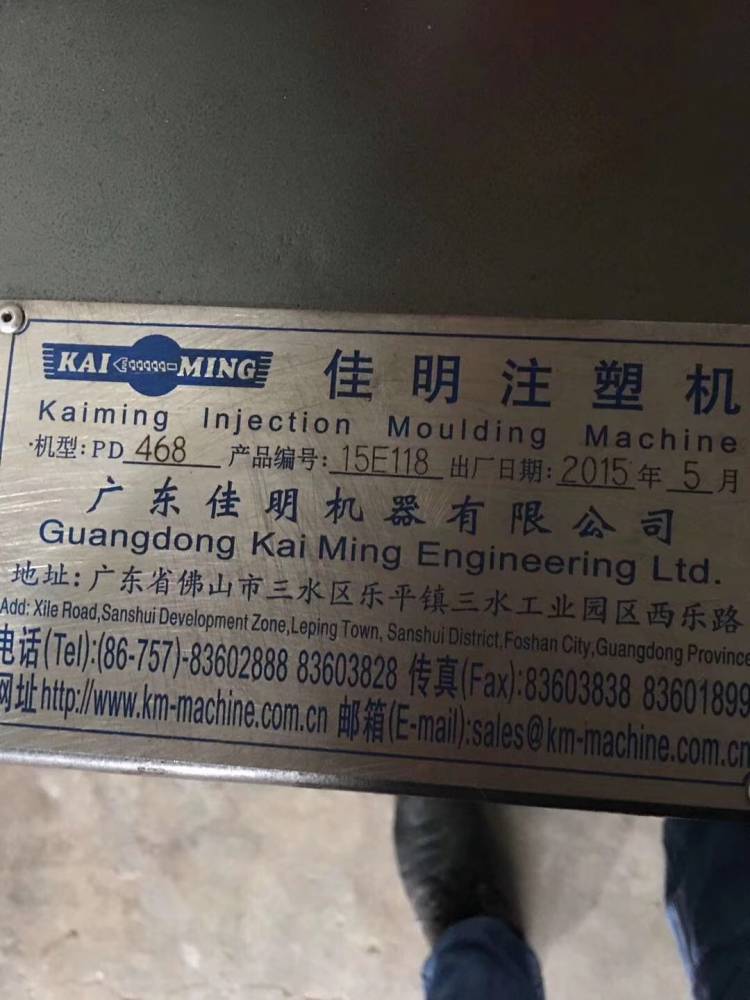 KAI MING 佳明注塑机
Kaiming Injection Moulding Machine
·机型:PD 468 产品编号:15E118 出厂日期:2015年5月
广东佳明机器有限公司
Guangdong Kai Ming Engineering Ltd.
地址:广东省佛山市三水区乐平镇三水工业园区西乐路
Add: Xile Road,Sanshui Development Zone,Leping Town, Sanshui District,Foshan City,Guangdong Province
电话(Tel):(86-757)-83602888 83603828 传真(Fax):83603838 83601899
网址http://www.km-machine.com.cn 邮箱(E-mail):sales@km-machine.com.cn